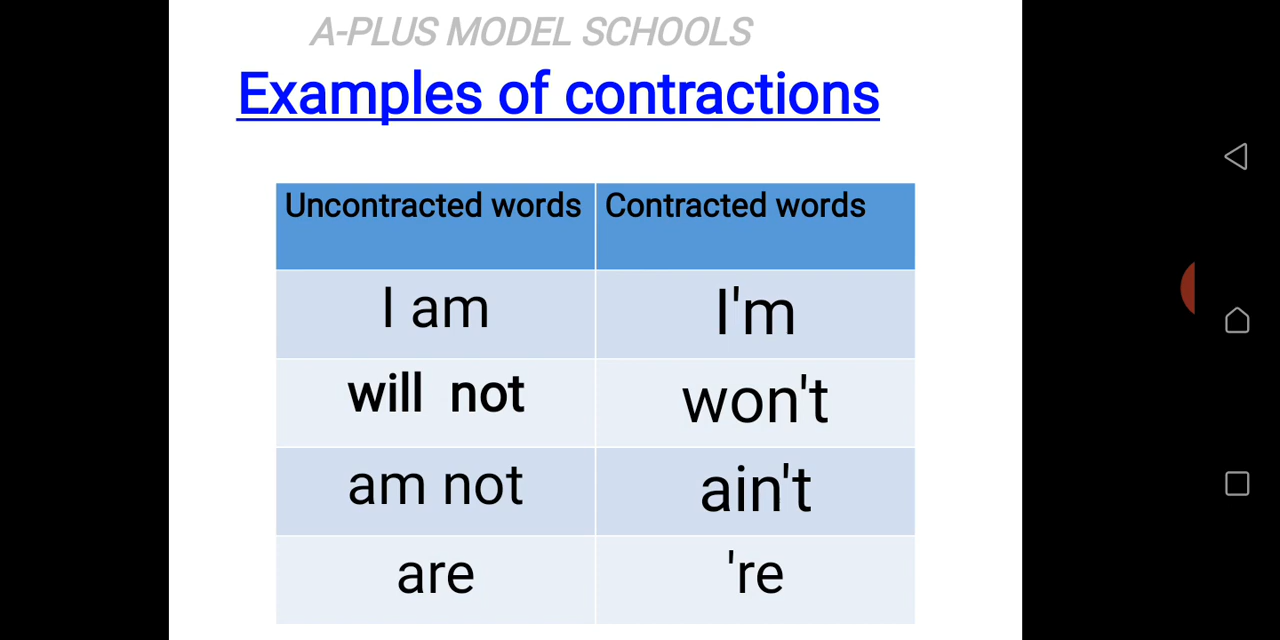 A-PLUS MODEL SCHOOLS
Examples of contractions
Uncontracted words Contracted words
I am I'm
will not won't
am not ain't
are 're